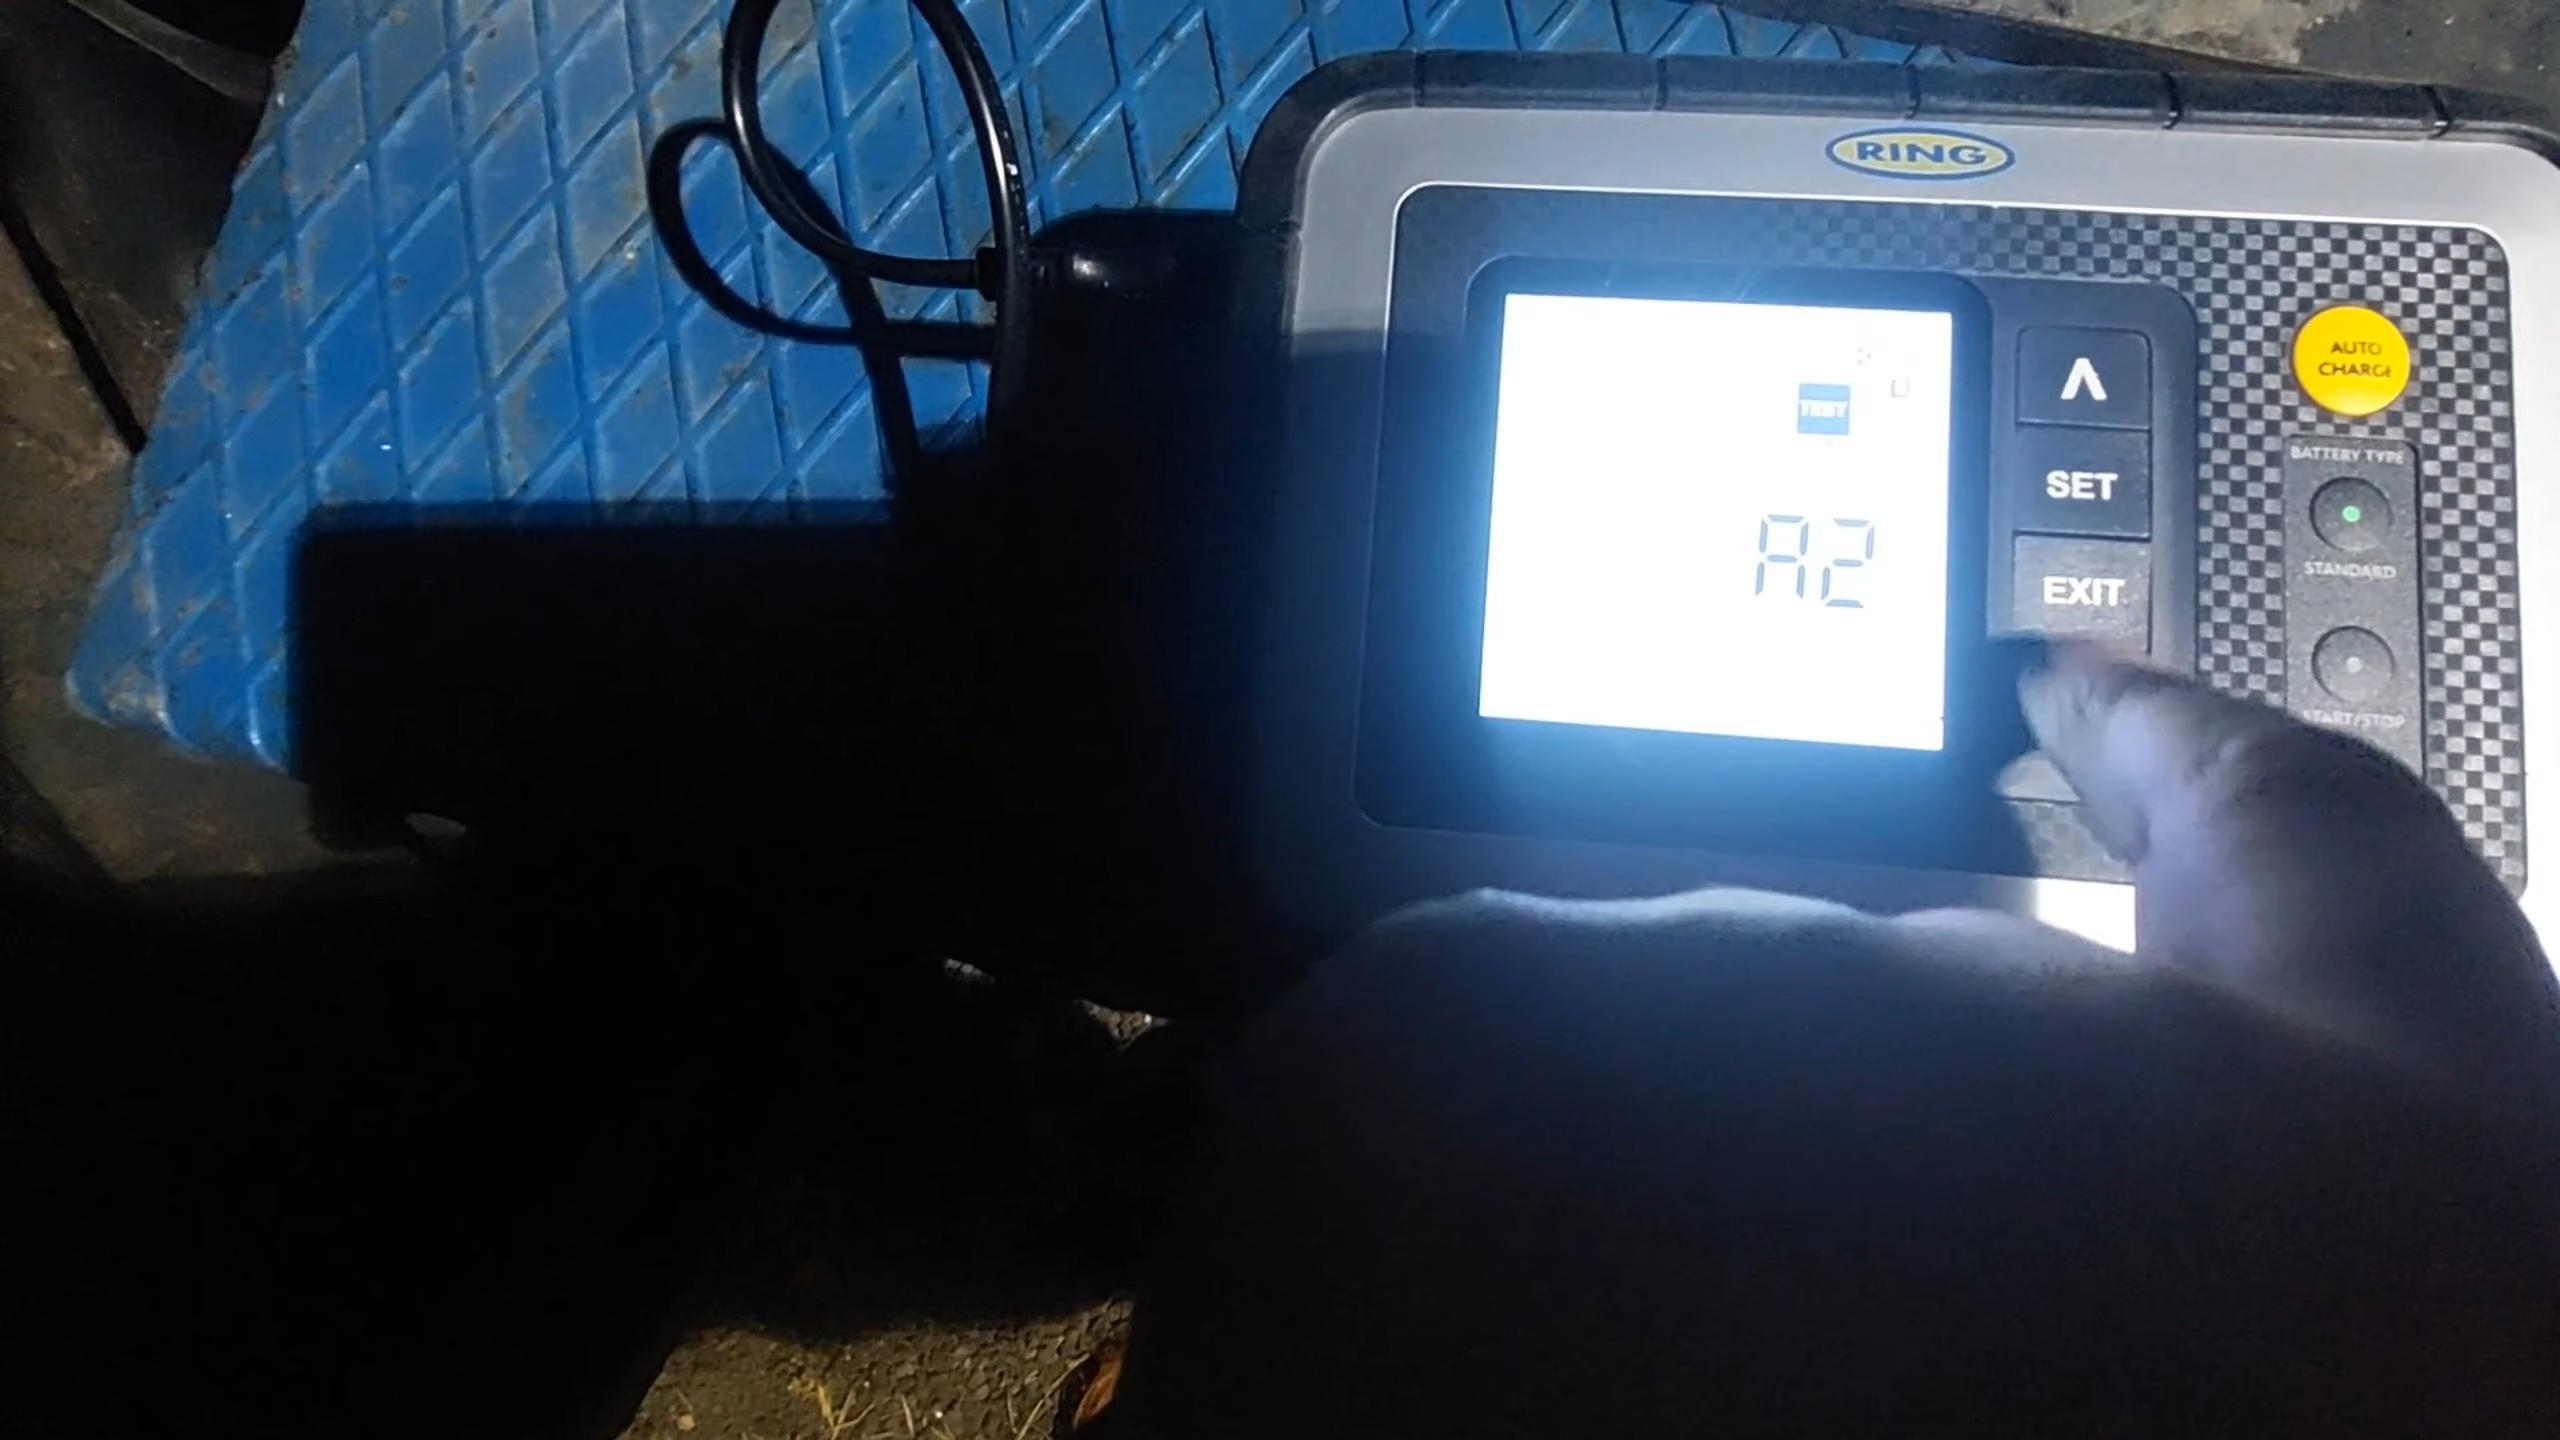 RING
AUTO
CHARGE
TEST
SET
BATTERY TYPE
A2
STANDARD
EXIT
START/STOP